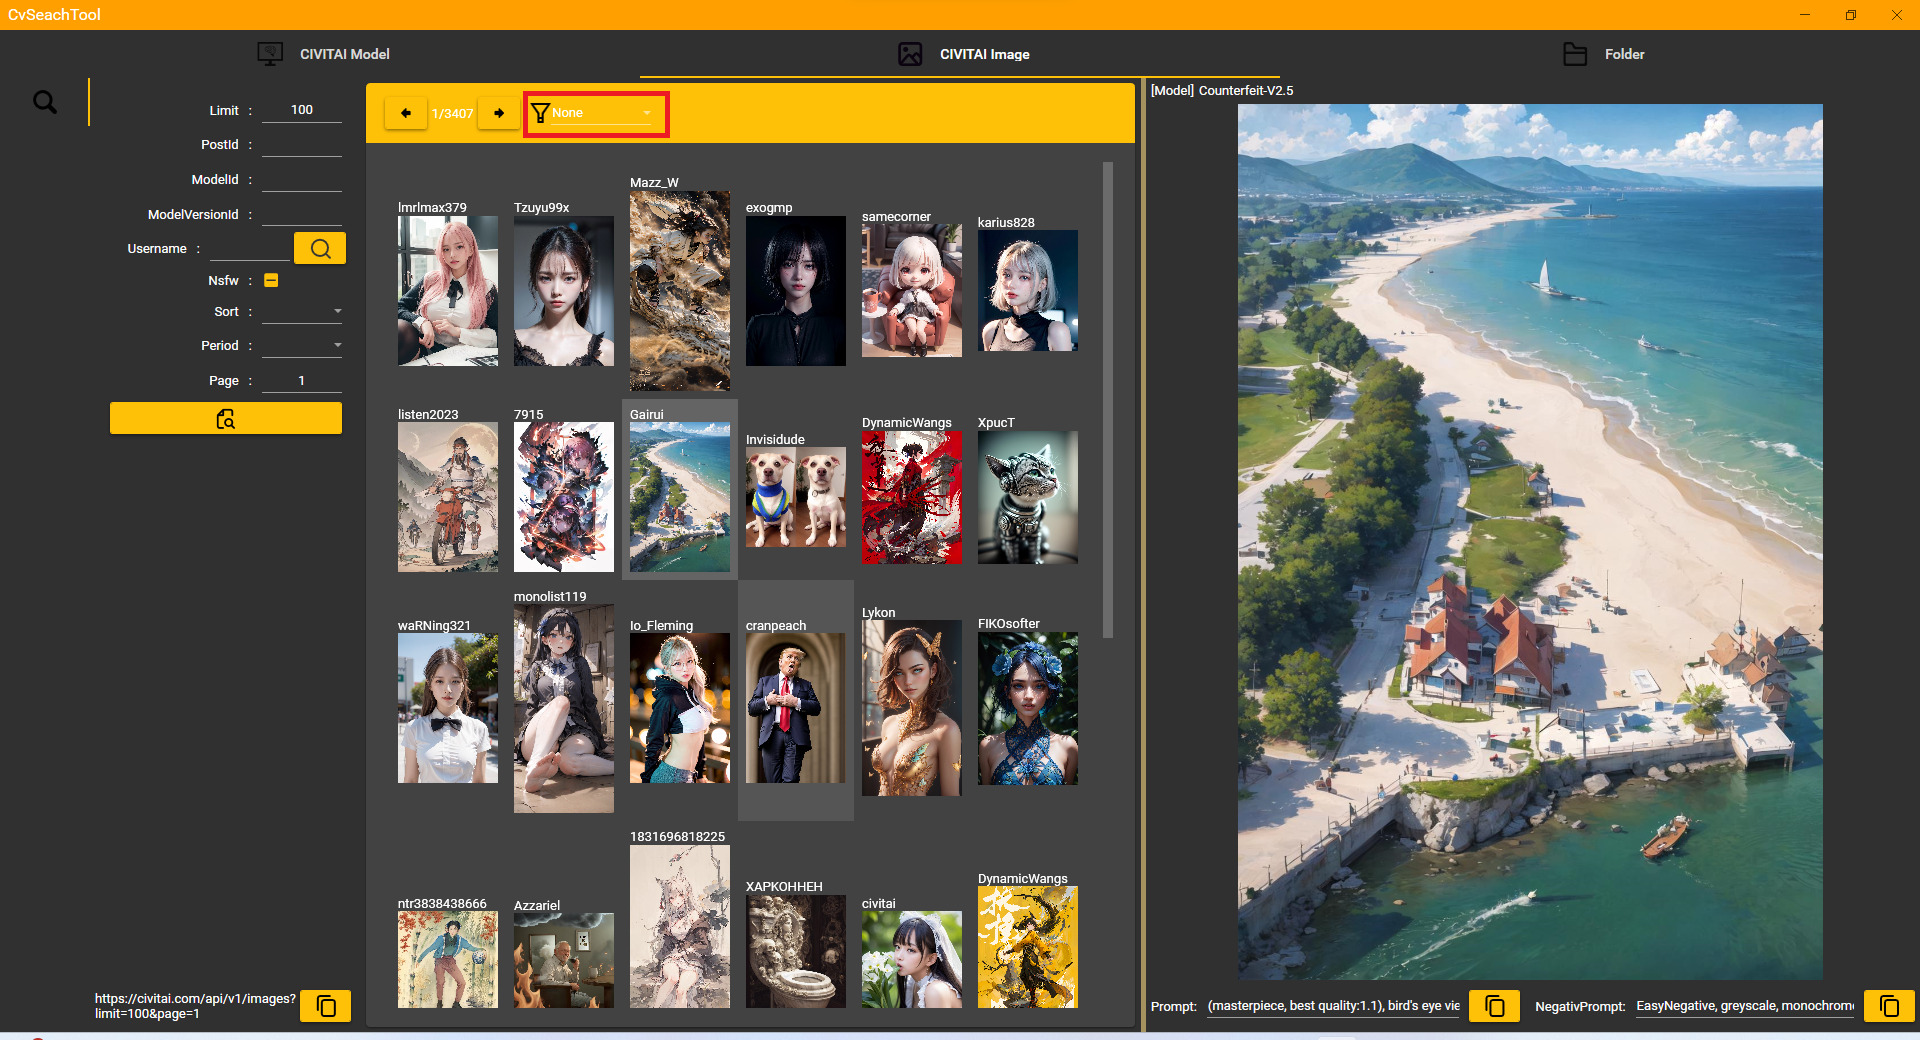 CvSeachTool
CIVITAI Model
CIVITAI Image
Folder
Limit :
100
PostId :
ModelId :
ModelVersionId :
Username :
Nsfw :
Sort :
Period :
Page :
1
https://civitai.com/api/v1/images?
limit=100&page=1
1/3407
None
lmrlmax379
Tzuyu99x
Mazz_W
exogmp
samecorner
karius828
listen2023
7915
Gairui
Invisidude
DynamicWangs
XpucT
waRNing321
monolist119
Io_Fleming
cranpeach
Lykon
FIKOsofter
ntr3838438666
Azzariel
1831696818225
XAPKOHHEH
civitai
DynamicWangs
[Model] Counterfeit-V2.5
Prompt: (masterpiece, best quality:1.1), bird's eye vie
NegativPrompt: EasyNegative, greyscale, monochrom